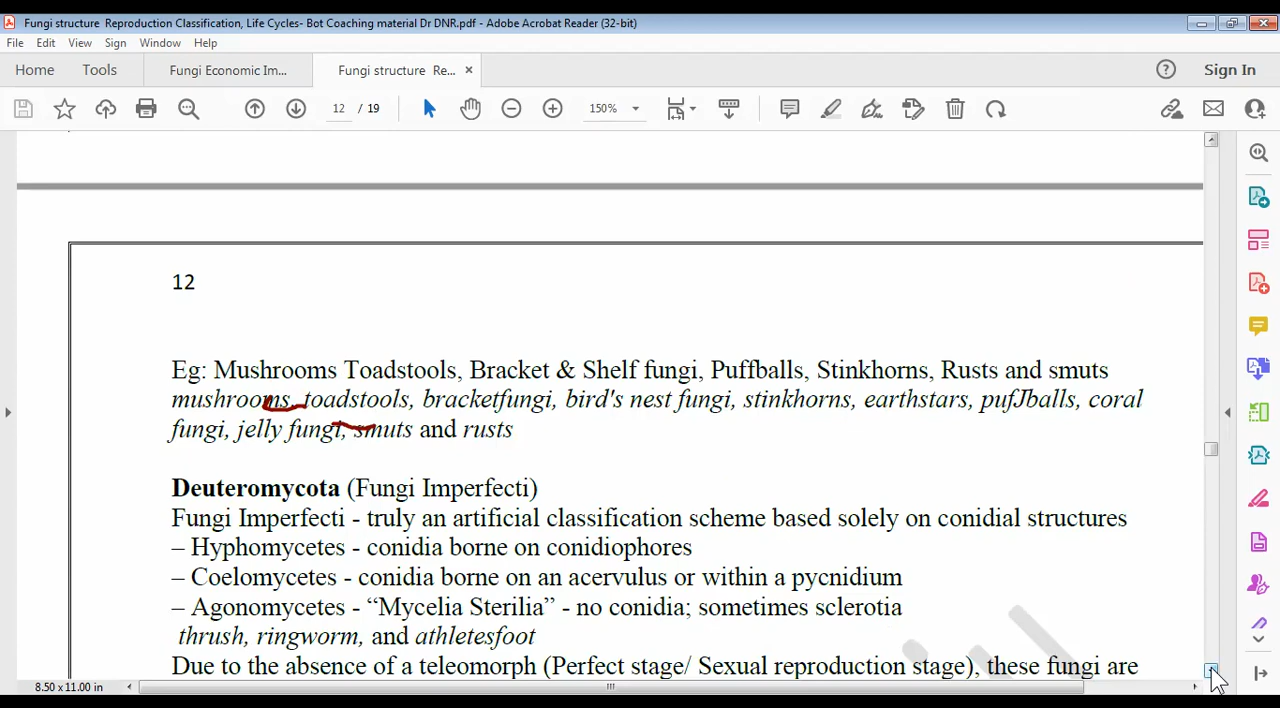 Fungi structure  Reproduction Classification, Life Cycles- Bot Coaching material Dr DNR.pdf - Adobe Acrobat Reader (32-bit)
File Edit View Sign Window Help
Home Tools Fungi Economic Im... Fungi structure  Re... ×
Sign In
12 / 19 150%
12
Eg: Mushrooms Toadstools, Bracket & Shelf fungi, Puffballs, Stinkhorns, Rusts and smuts
mushrooms, toadstools, bracketfungi, bird's nest fungi, stinkhorns, earthstars, pufJballs, coral
fungi, jelly fungi, smuts and rusts
Deuteromycota (Fungi Imperfecti)
Fungi Imperfecti - truly an artificial classification scheme based solely on conidial structures
– Hyphomycetes - conidia borne on conidiophores
– Coelomycetes - conidia borne on an acervulus or within a pycnidium
– Agonomycetes - “Mycelia Sterilia” - no conidia; sometimes sclerotia
thrush, ringworm, and athletesfoot
Due to the absence of a teleomorph (Perfect stage/ Sexual reproduction stage), these fungi are
8.50 x 11.00 in